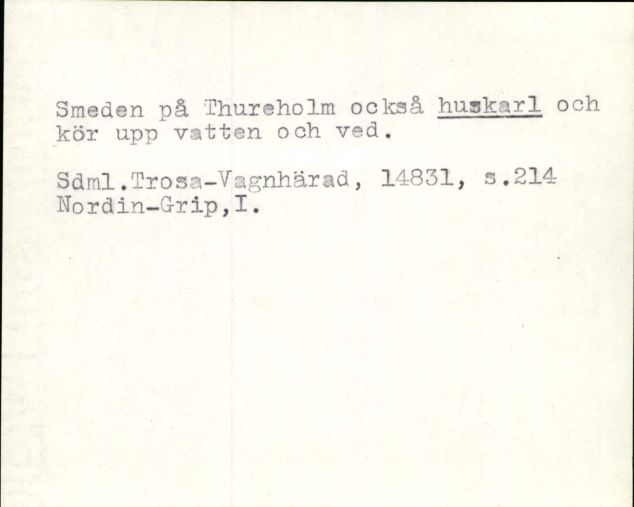 Smeden på Thureholm också huskarl och
kör upp vatten och ved.
Sdml.Trosa-Vagnhärad, 14831, s.214
Nordin-Grip,I.